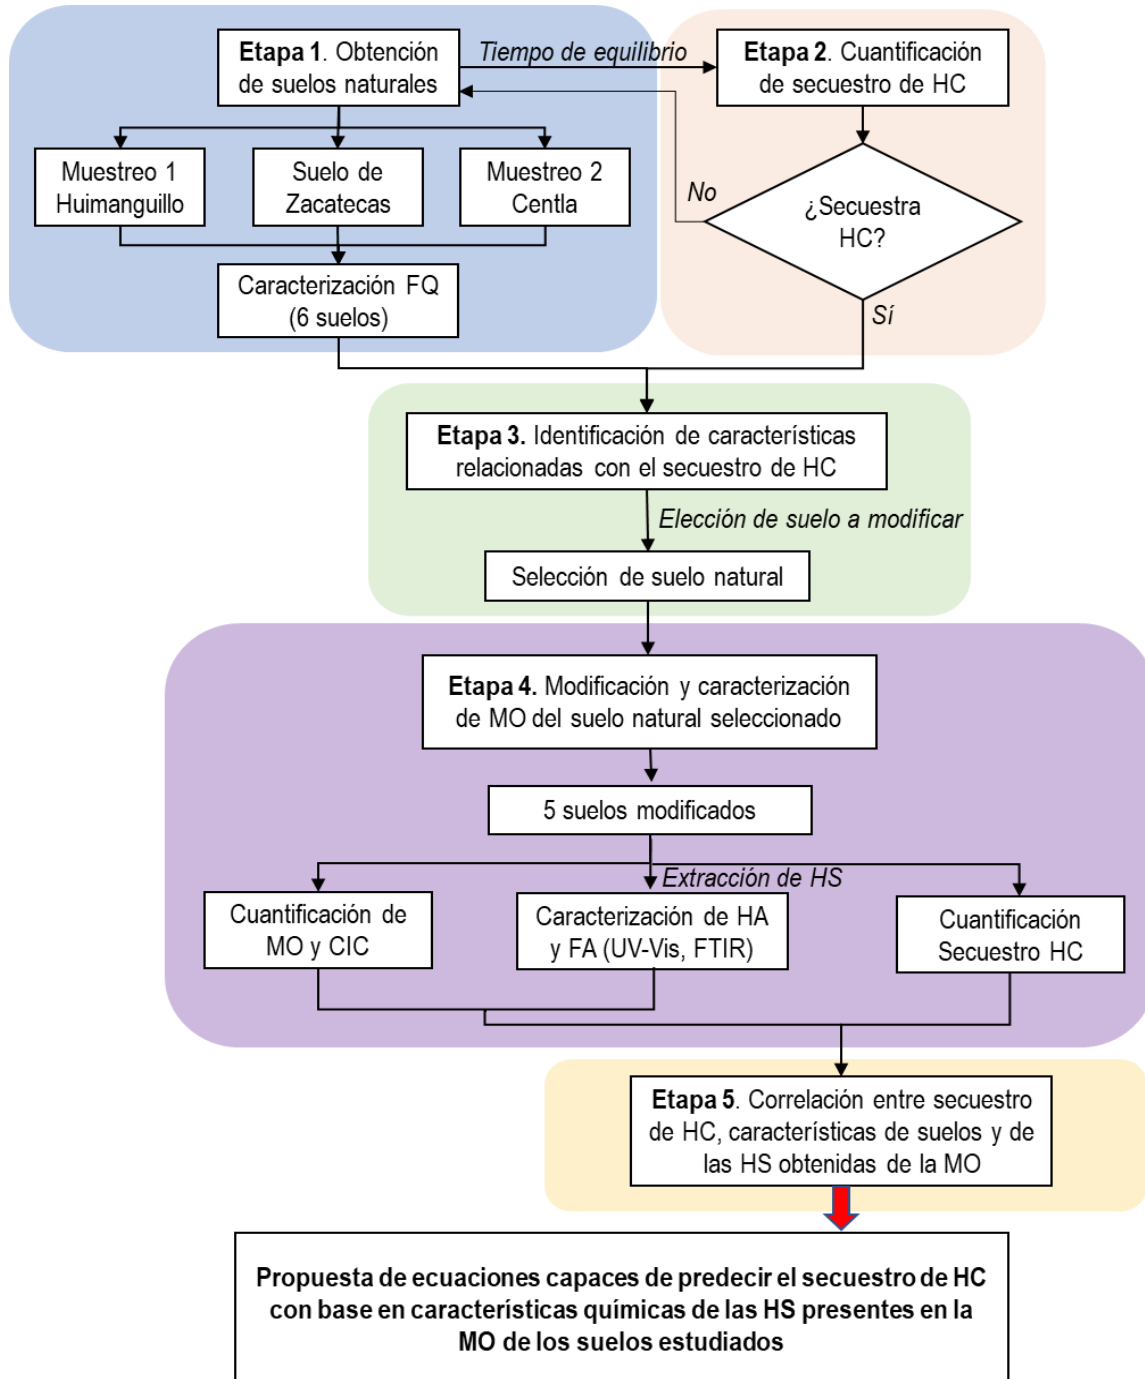 Etapa 1. Obtención
de suelos naturales
Tiempo de equilibrio
Etapa 2. Cuantificación
de secuestro de HC
Muestreo 1
Huimanguillo
Suelo de
Zacatecas
Muestreo 2
Centla
No
¿Secuestra
HC?
Caracterización FQ
(6 suelos)
Sí
Etapa 3. Identificación de características
relacionadas con el secuestro de HC
Elección de suelo a modificar
Selección de suelo natural
Etapa 4. Modificación y caracterización
de MO del suelo natural seleccionado
5 suelos modificados
Extracción de HS
Cuantificación de
MO y CIC
Caracterización de HA
y FA (UV-Vis, FTIR)
Cuantificación
Secuestro HC
Etapa 5. Correlación entre secuestro
de HC, características de suelos y de
las HS obtenidas de la MO
Propuesta de ecuaciones capaces de predecir el secuestro de HC
con base en características químicas de las HS presentes en la
MO de los suelos estudiados